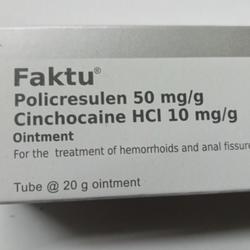 Faktu®
Policresulen 50 mg/g
Cinchocaine HCl 10 mg/g
Ointment
For the treatment of hemorrhoids and anal fissure
Tube @ 20 g ointment